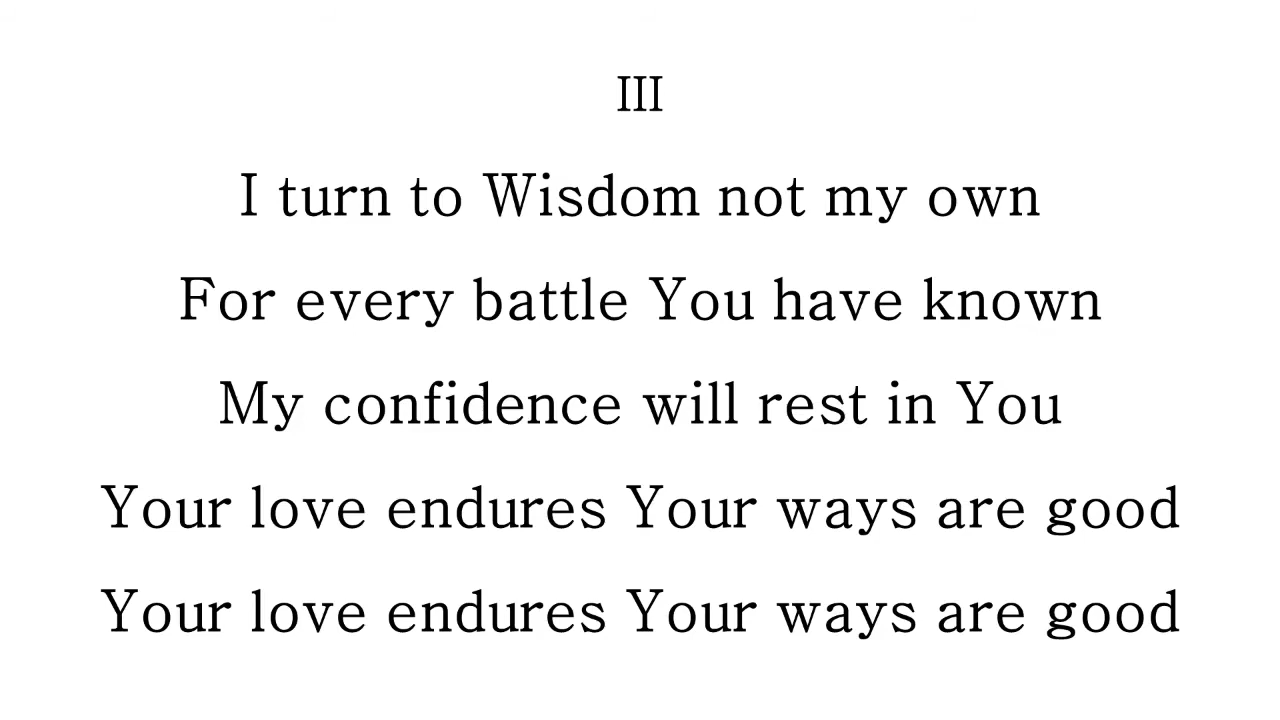 III
I turn to Wisdom not my own
For every battle You have known
My confidence will rest in You
Your love endures Your ways are good
Your love endures Your ways are good